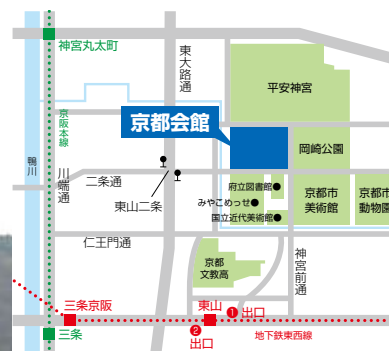 神宮丸太町
東大路通
平安神宮
京阪本線
京都会館
岡崎公園
鴨川
川端通
二条通
東山二条
府立図書館●
みやこめっせ●
国立近代美術館●
京都市
美術館
京都市
動物園
仁王門通
京都
文教高
神宮前通
三条京阪
東山
❶出口
三条
❷
出口
地下鉄東西線